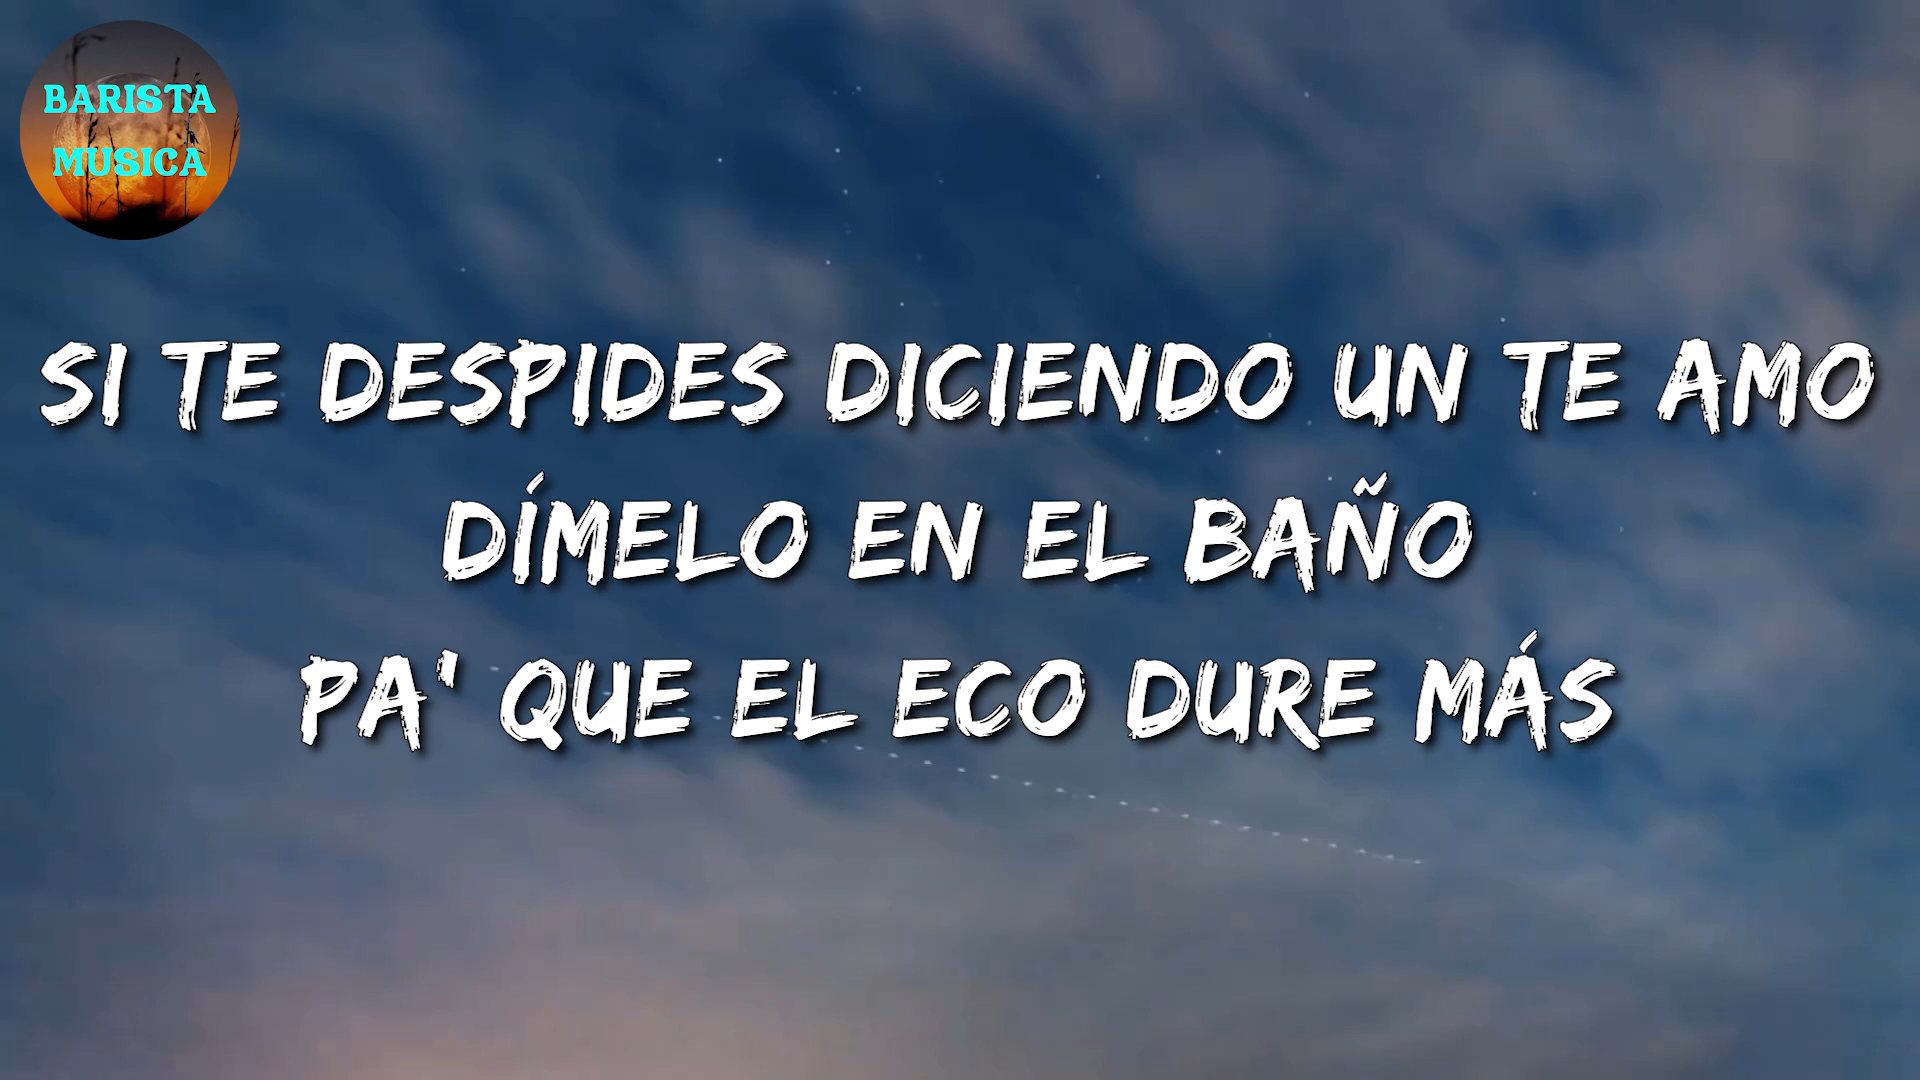 BARISTA
MUSICA
SI TE DESPIDES DICIENDO UN TE AMO
DÍMELO EN EL BAÑO
PA' QUE EL ECO DURE MÁS